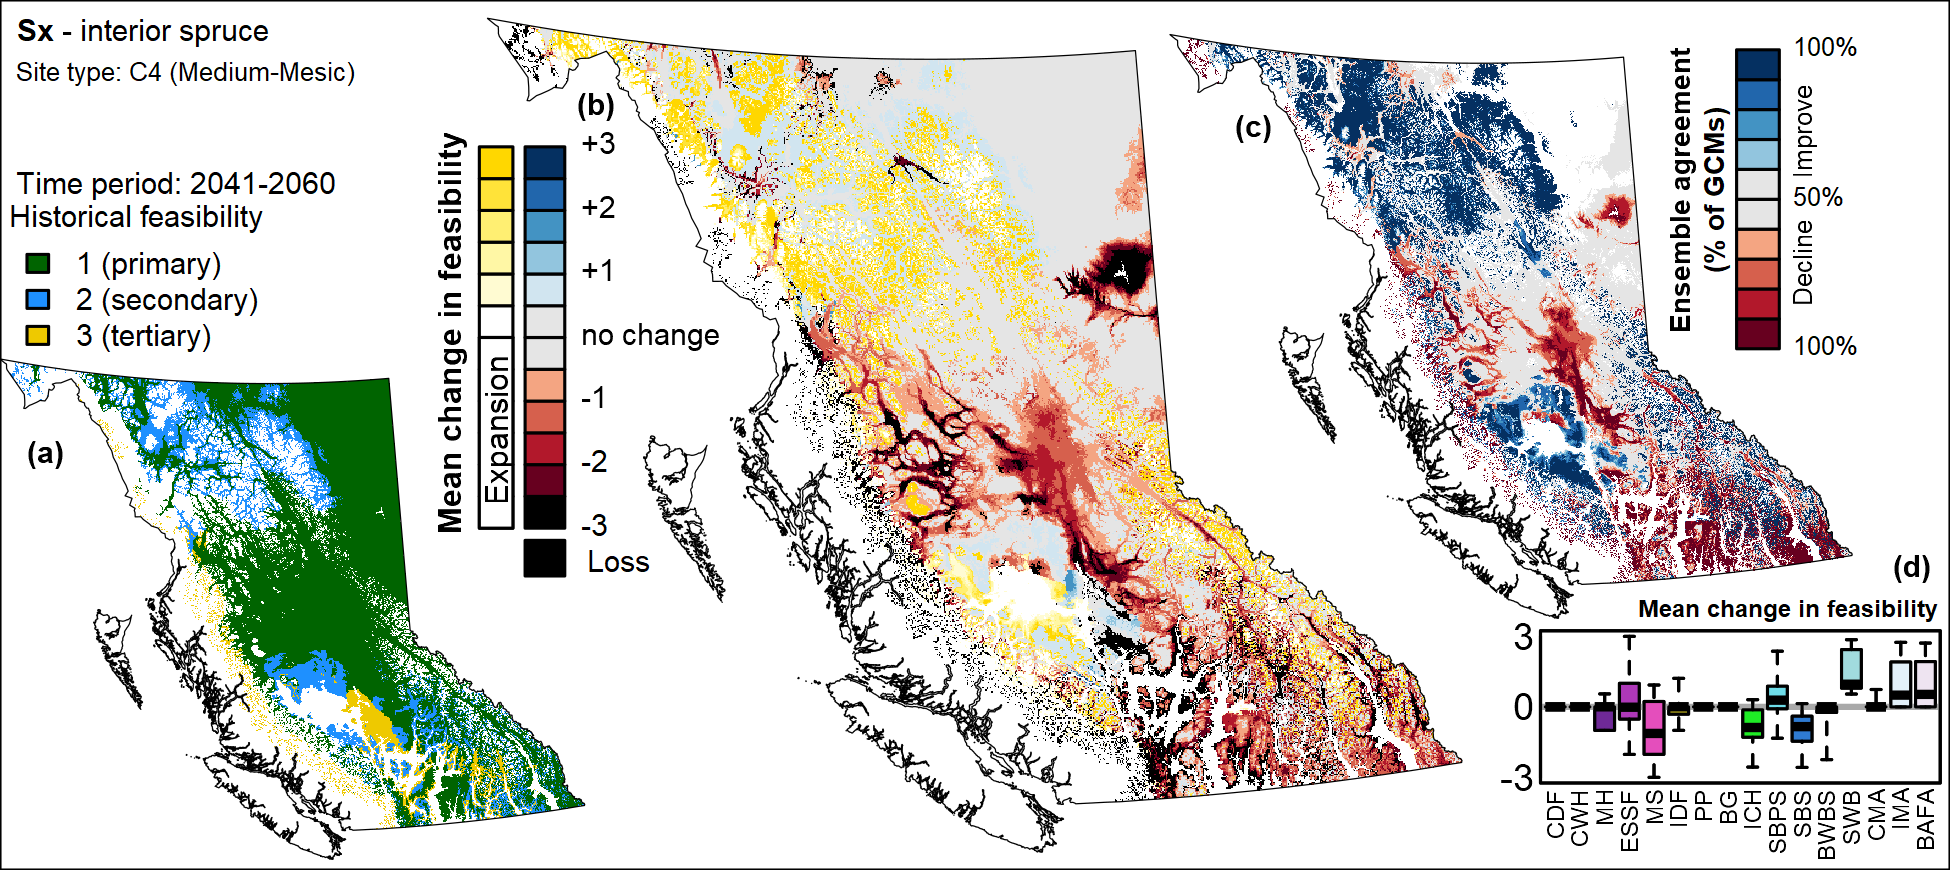 Sx - interior spruce
Site type: C4 (Medium-Mesic)
Time period: 2041-2060
Historical feasibility
1 (primary)
2 (secondary)
3 (tertiary)
(a)
(b)
Mean change in feasibility
Expansion
+3
+2
+1
no change
-1
-2
-3
Loss
(c)
Ensemble agreement
(% of GCMs)
100%
Improve
50%
Decline
100%
(d)
Mean change in feasibility
3
0
-3
CDF
CWH
MH
ESSF
MS
IDF
PP
BG
ICH
SBPS
SBS
BWBS
SWB
CMA
IMA
BAFA